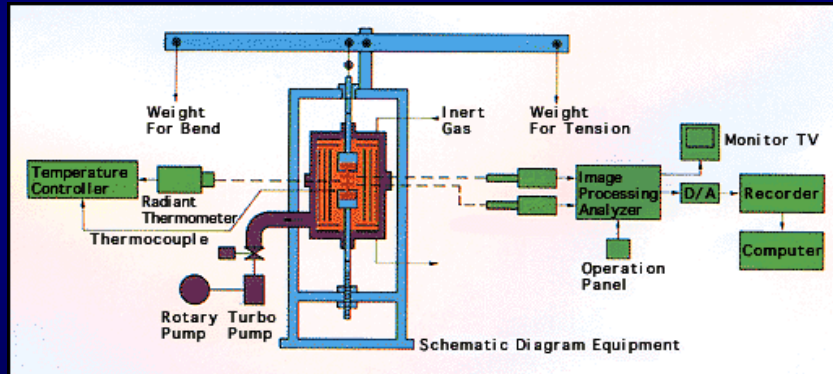 Weight
For Bend
Inert
Gas
Weight
For Tension
Monitor TV
Temperature
Controller
Radiant
Thermometer
Thermocouple
Image
Processing
Analyzer
D/A
Recorder
Computer
Operation
Panel
Rotary Turbo
Pump Pump
Schematic Diagram Equipment